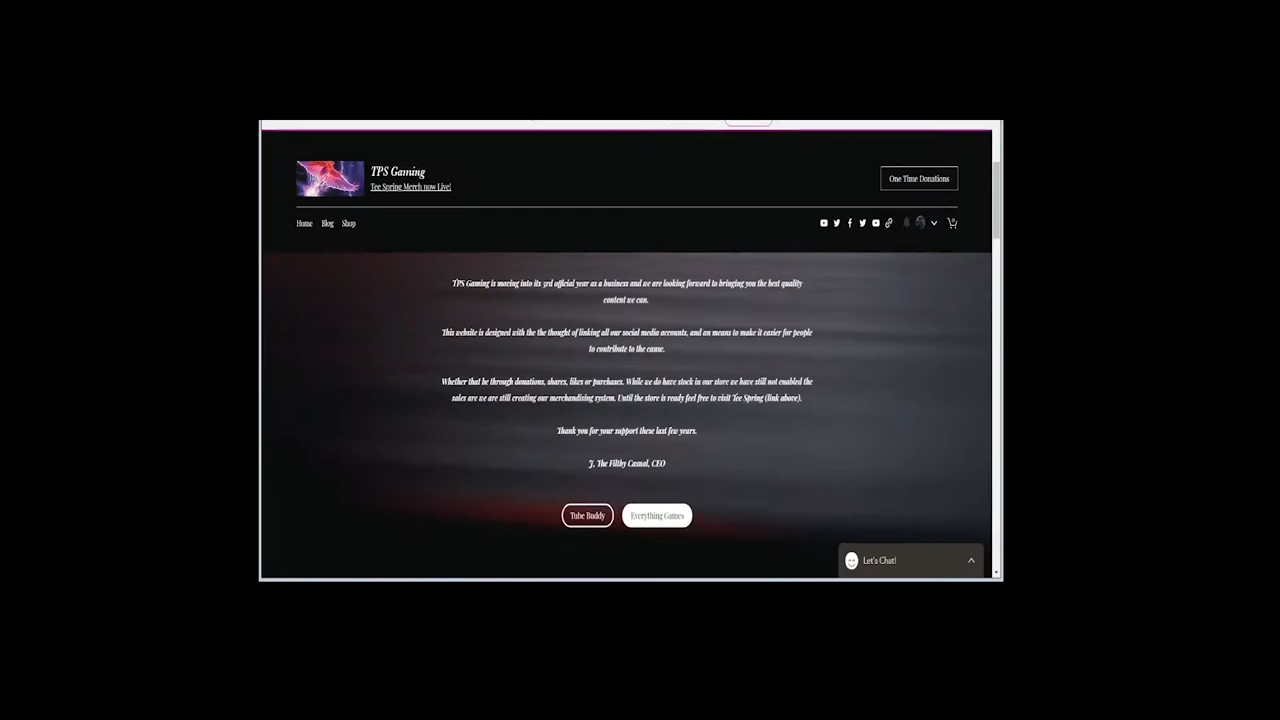 TPS Gaming
Tee Spring Merch now Live!
One Time Donations
Home Blog Shop
TPS Gaming is moving into its 3rd official year as a business and we are looking forward to bringing you the best quality
content we can.
This website is designed with the the thought of linking all our social media accounts, and an means to make it easier for people
to contribute to the cause.
Whether that be through donations, shares, likes or purchases. While we do have stock in our store we have still not enabled the
sales are we are still creating our merchandising system. Until the store is ready feel free to visit Tee Spring (link above).
Thank you for your support these last few years.
J, The Filthy Casual, CEO
Tube Buddy
Everything Games
Let's Chat!